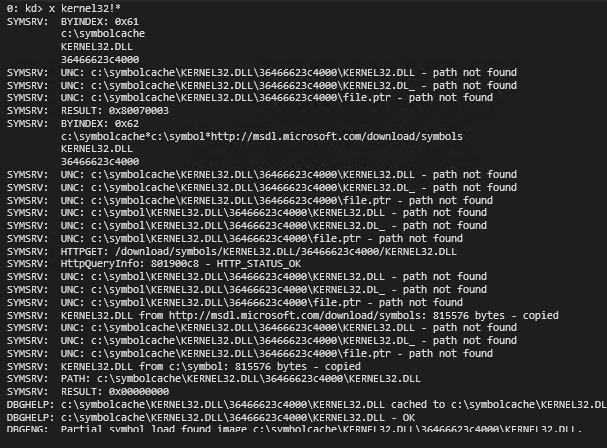 0: kd> x kernel32!*
SYMSRV:  BYINDEX: 0x61
         c:\symbolcache
         KERNEL32.DLL
         36466623c4000
SYMSRV:  UNC: c:\symbolcache\KERNEL32.DLL\36466623c4000\KERNEL32.DLL - path not found
SYMSRV:  UNC: c:\symbolcache\KERNEL32.DLL\36466623c4000\KERNEL32.DL_ - path not found
SYMSRV:  UNC: c:\symbolcache\KERNEL32.DLL\36466623c4000\file.ptr - path not found
SYMSRV:  RESULT: 0x80070003
SYMSRV:  BYINDEX: 0x62
         c:\symbolcache*c:\symbol*http://msdl.microsoft.com/download/symbols
         KERNEL32.DLL
         36466623c4000
SYMSRV:  UNC: c:\symbolcache\KERNEL32.DLL\36466623c4000\KERNEL32.DLL - path not found
SYMSRV:  UNC: c:\symbolcache\KERNEL32.DLL\36466623c4000\KERNEL32.DL_ - path not found
SYMSRV:  UNC: c:\symbolcache\KERNEL32.DLL\36466623c4000\file.ptr - path not found
SYMSRV:  UNC: c:\symbol\KERNEL32.DLL\36466623c4000\KERNEL32.DLL - path not found
SYMSRV:  UNC: c:\symbol\KERNEL32.DLL\36466623c4000\KERNEL32.DL_ - path not found
SYMSRV:  UNC: c:\symbol\KERNEL32.DLL\36466623c4000\file.ptr - path not found
SYMSRV:  HTTPGET: /download/symbols/KERNEL32.DLL/36466623c4000/KERNEL32.DLL
SYMSRV:  HttpQueryInfo: 801900c8 - HTTP_STATUS_OK
SYMSRV:  UNC: c:\symbol\KERNEL32.DLL\36466623c4000\KERNEL32.DLL - path not found
SYMSRV:  UNC: c:\symbol\KERNEL32.DLL\36466623c4000\KERNEL32.DL_ - path not found
SYMSRV:  UNC: c:\symbol\KERNEL32.DLL\36466623c4000\file.ptr - path not found
SYMSRV:  KERNEL32.DLL from http://msdl.microsoft.com/download/symbols: 815576 bytes - copied
SYMSRV:  UNC: c:\symbolcache\KERNEL32.DLL\36466623c4000\KERNEL32.DLL - path not found
SYMSRV:  UNC: c:\symbolcache\KERNEL32.DLL\36466623c4000\KERNEL32.DL_ - path not found
SYMSRV:  UNC: c:\symbolcache\KERNEL32.DLL\36466623c4000\file.ptr - path not found
SYMSRV:  KERNEL32.DLL from c:\symbol: 815576 bytes - copied
SYMSRV:  PATH: c:\symbolcache\KERNEL32.DLL\36466623c4000\KERNEL32.DLL
SYMSRV:  RESULT: 0x00000000
DBGHELP: c:\symbolcache\KERNEL32.DLL\36466623c4000\KERNEL32.DLL cached to c:\symbolcache\KERNEL32.DL
DBGHELP: c:\symbolcache\KERNEL32.DLL\36466623c4000\KERNEL32.DLL - OK
DBGENG:  Partial symbol load found image c:\symbolcache\KERNEL32.DLL\36466623c4000\KERNEL32.DLL.